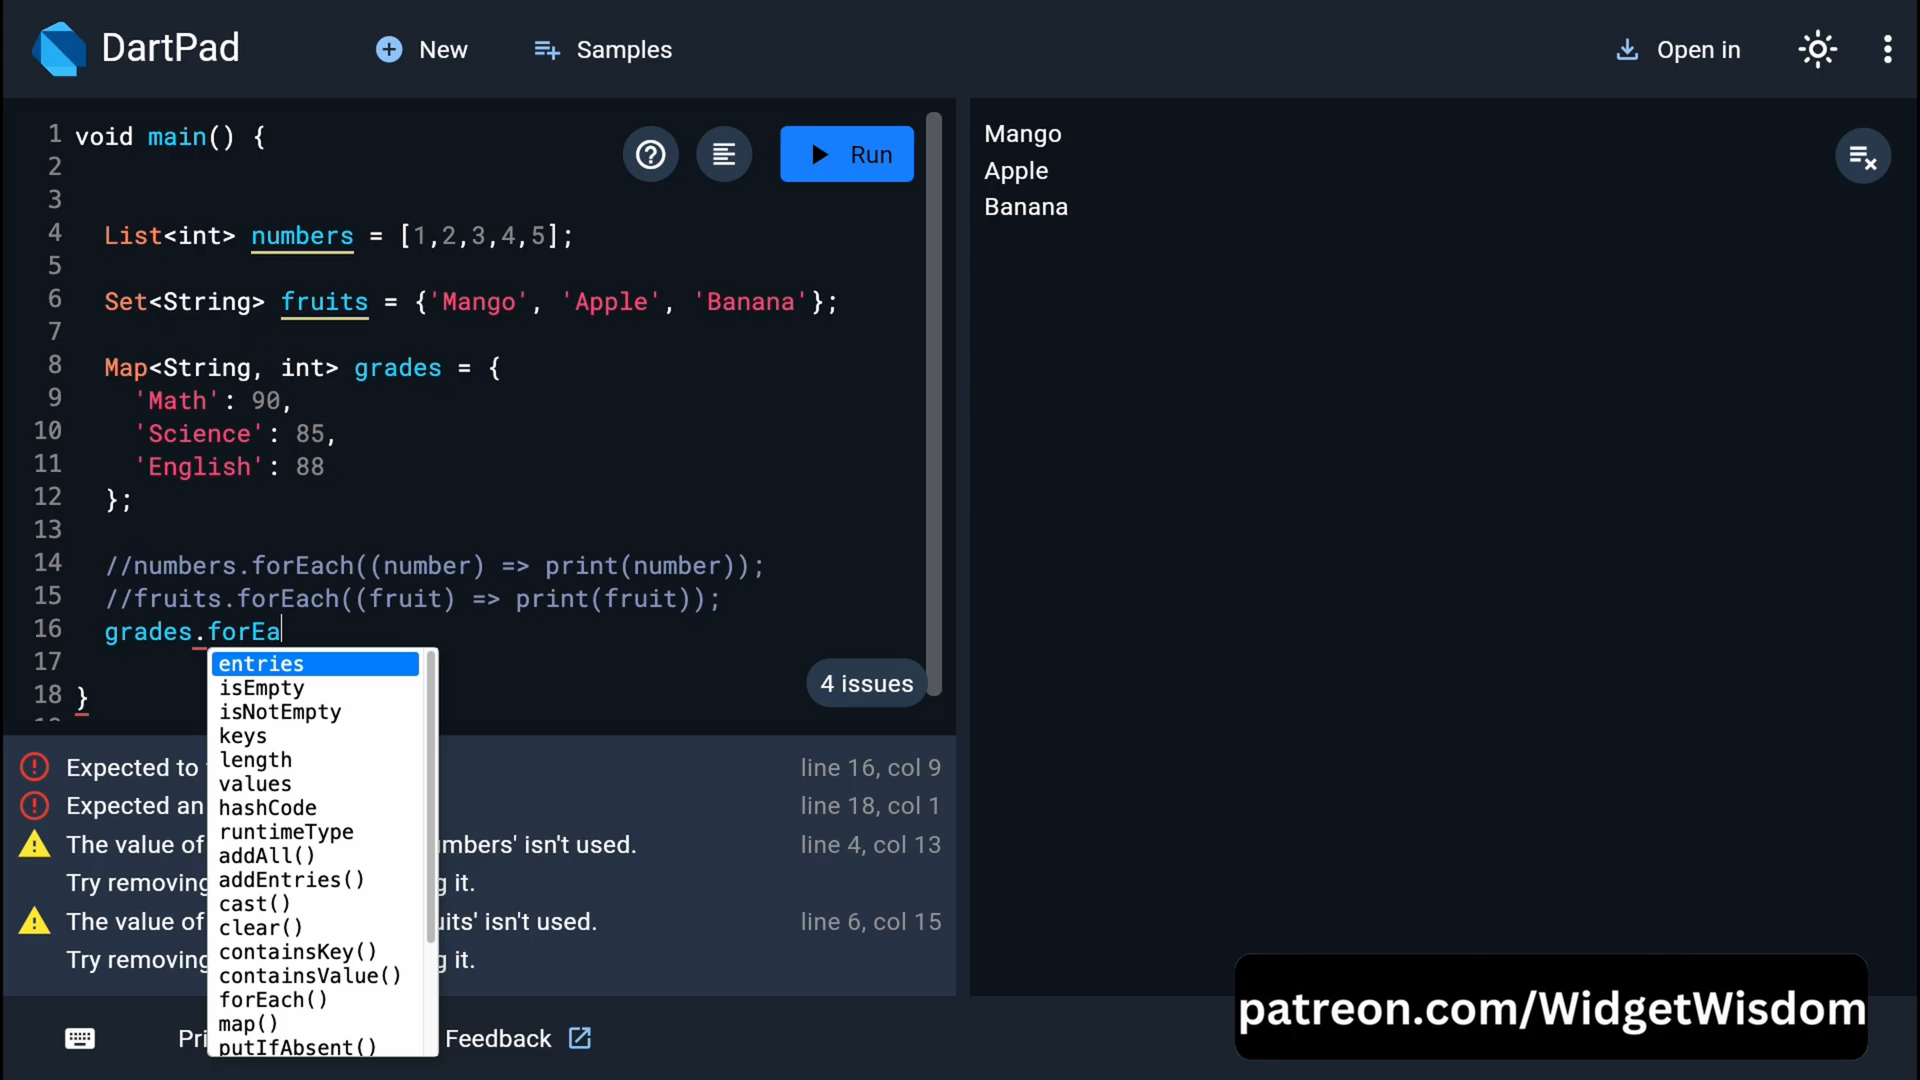 DartPad
New
Samples
Open in
1 void main() {
2
3
4 List<int> numbers = [1,2,3,4,5];
5
6 Set<String> fruits = {'Mango', 'Apple', 'Banana'};
7
8 Map<String, int> grades = {
9 'Math': 90,
10 'Science': 85,
11 'English': 88
12 };
13
14 //numbers.forEach((number) => print(number));
15 //fruits.forEach((fruit) => print(fruit));
16 grades.forEa
17
18 }
Run
4 issues
entries
isEmpty
isNotEmpty
keys
length
values
hashCode
runtimeType
addAll()
addEntries()
cast()
clear()
containsKey()
containsValue()
forEach()
map()
putIfAbsent()
Expected to
line 16, col 9
Expected an
line 18, col 1
The value of
mbers' isn't used.
line 4, col 13
Try removing
g it.
The value of
uits' isn't used.
line 6, col 15
Try removing
g it.
Pri
Feedback
Mango
Apple
Banana
patreon.com/WidgetWisdom